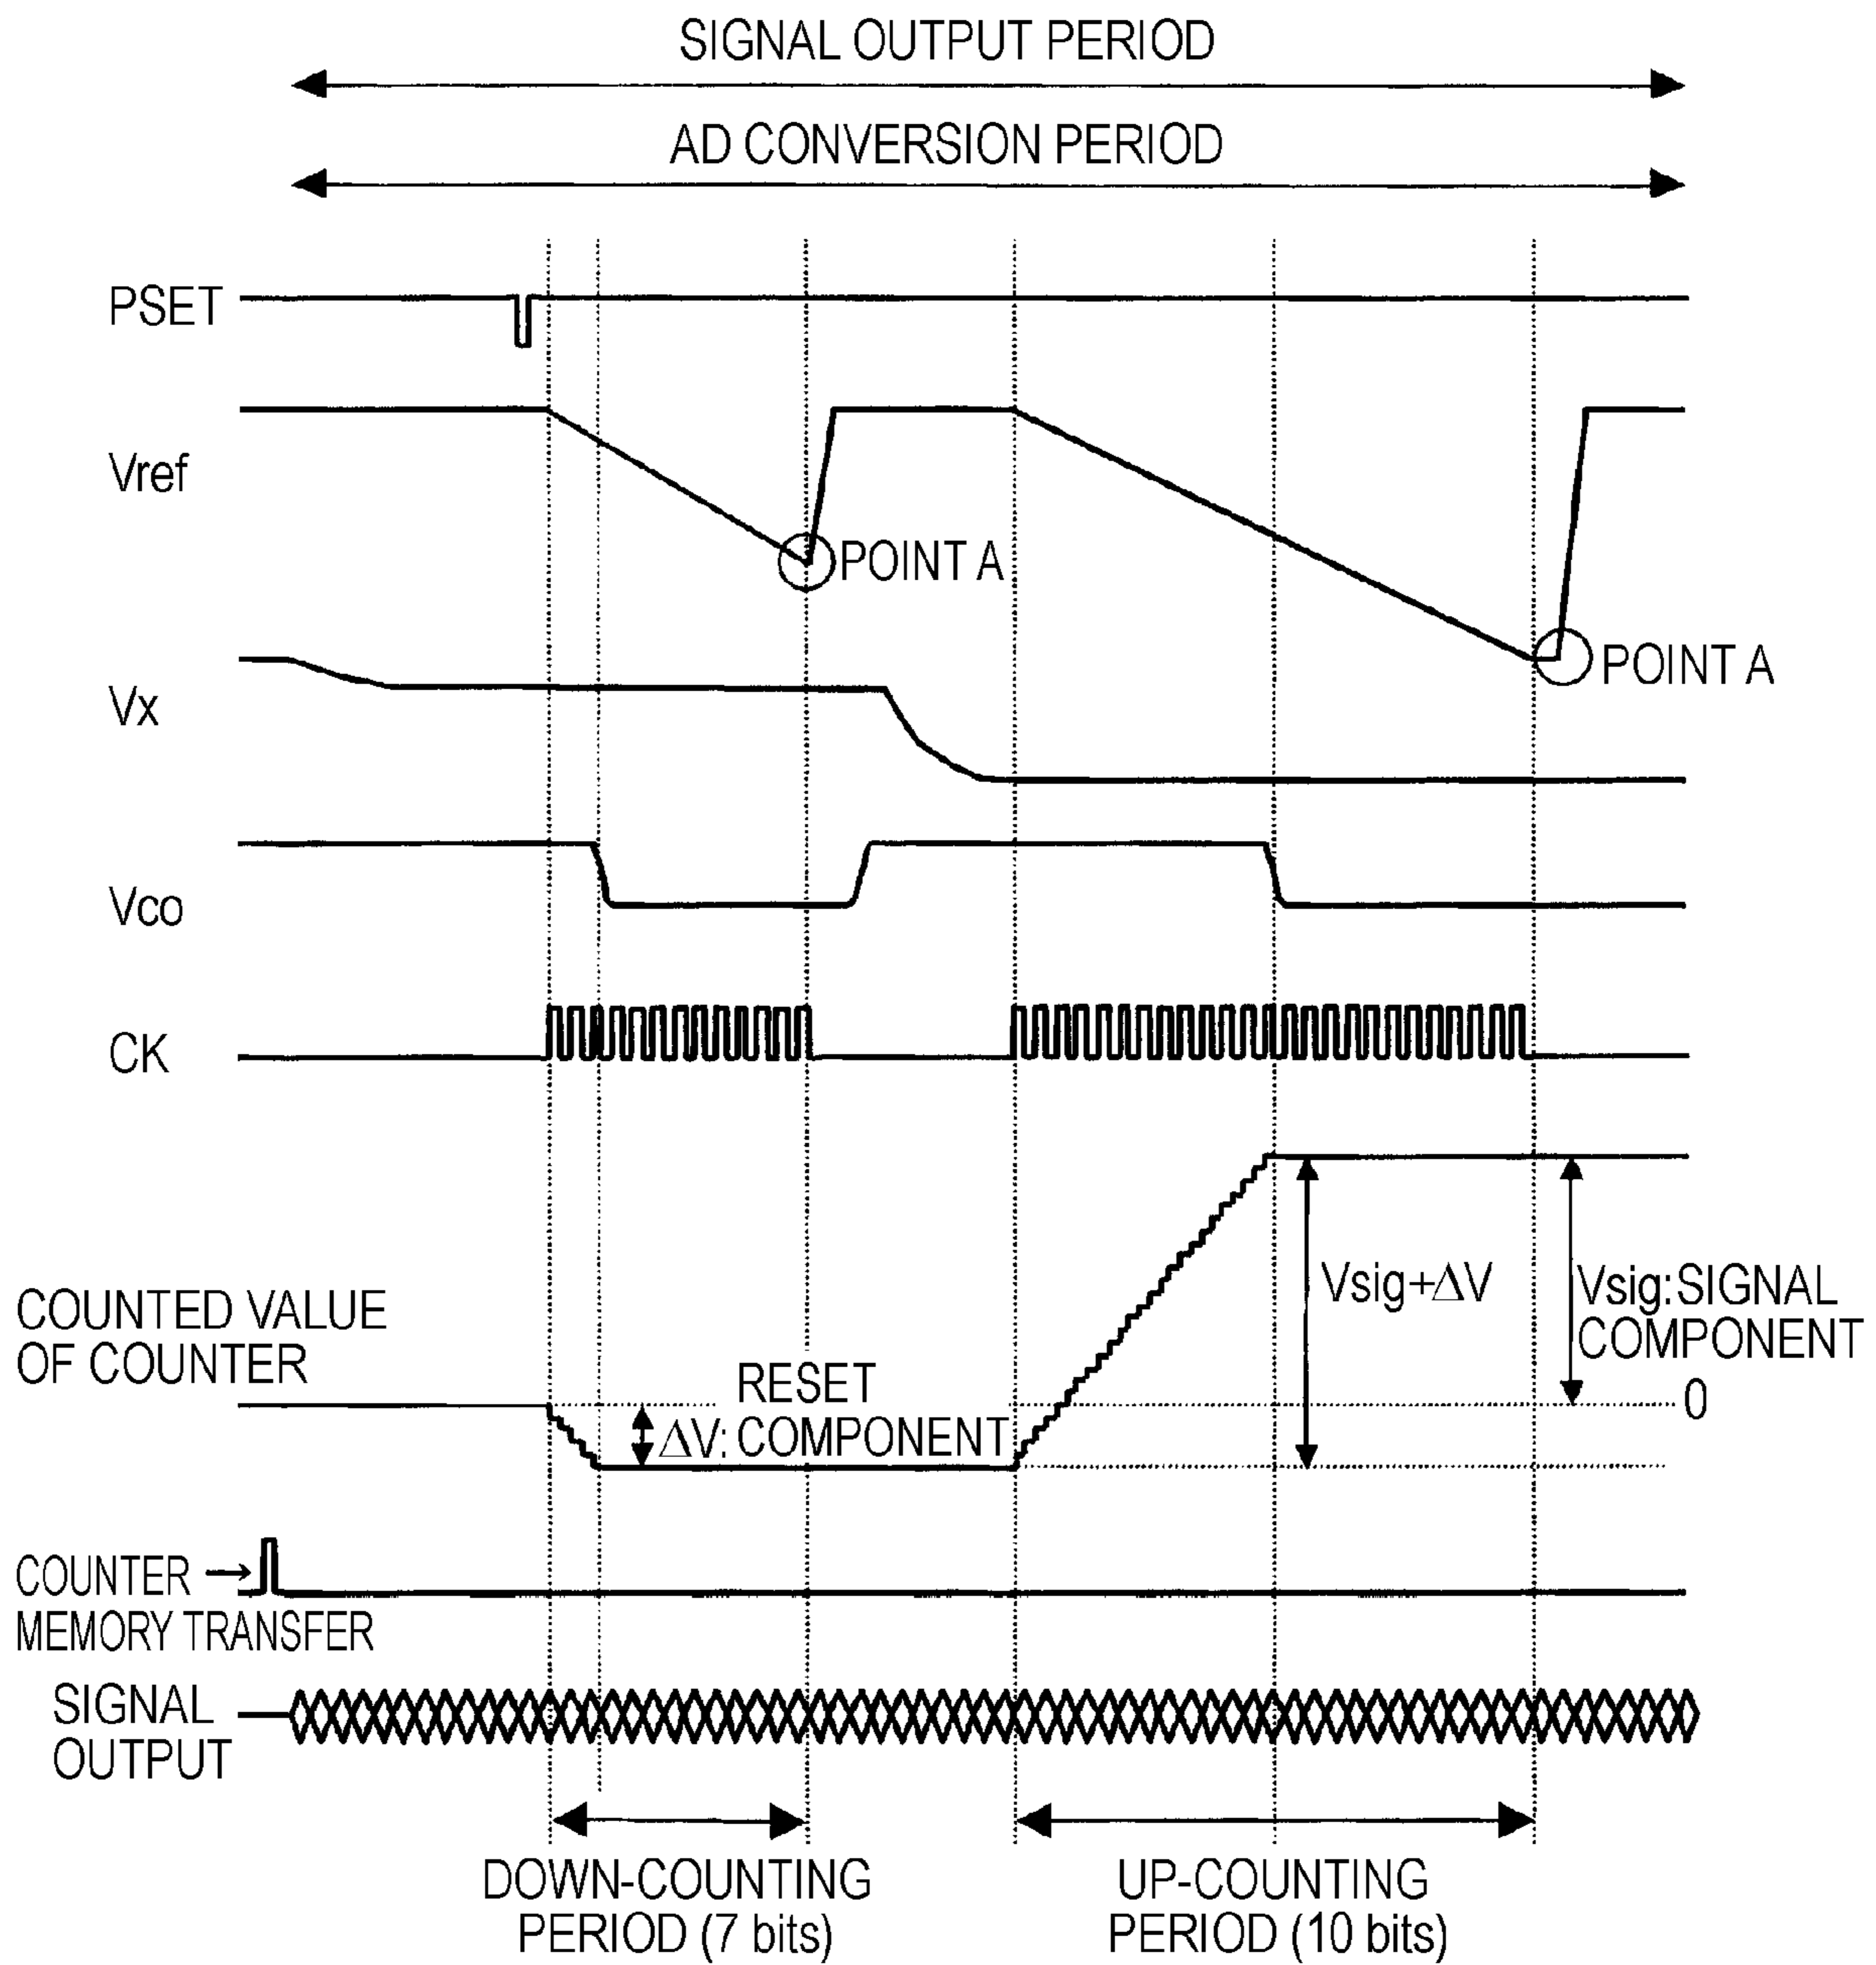 SIGNAL OUTPUT PERIOD
AD CONVERSION PERIOD
PSET
Vref
POINT A
POINT A
Vx
Vco
CK
Vsig+ΔV
Vsig:SIGNAL
COMPONENT
COUNTED VALUE
OF COUNTER
RESET
ΔV: COMPONENT
0
COUNTER →
MEMORY TRANSFER
SIGNAL
OUTPUT
DOWN-COUNTING
PERIOD (7 bits)
UP-COUNTING
PERIOD (10 bits)